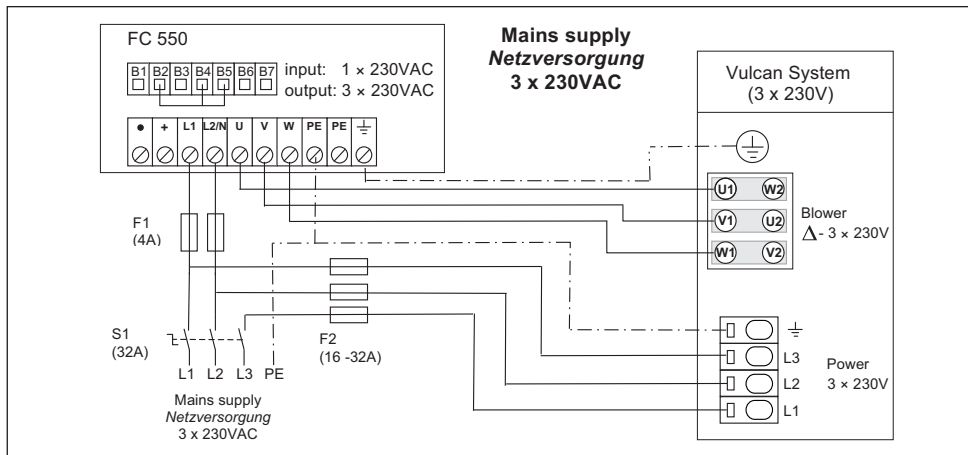 FC 550
B1 B2 B3 B4 B5 B6 B7
input: 1 × 230VAC
output: 3 × 230VAC
● + L1 L2/N U V W PE PE
Mains supply
Netzversorgung
3 x 230VAC
Vulcan System
(3 x 230V)
U1 W2
V1 U2
W1 V2
Blower
Δ- 3 × 230V
F1
(4A)
S1
(32A)
F2
(16 -32A)
L1 L2 L3 PE
Mains supply
Netzversorgung
3 x 230VAC
L3
L2
L1
Power
3 × 230V